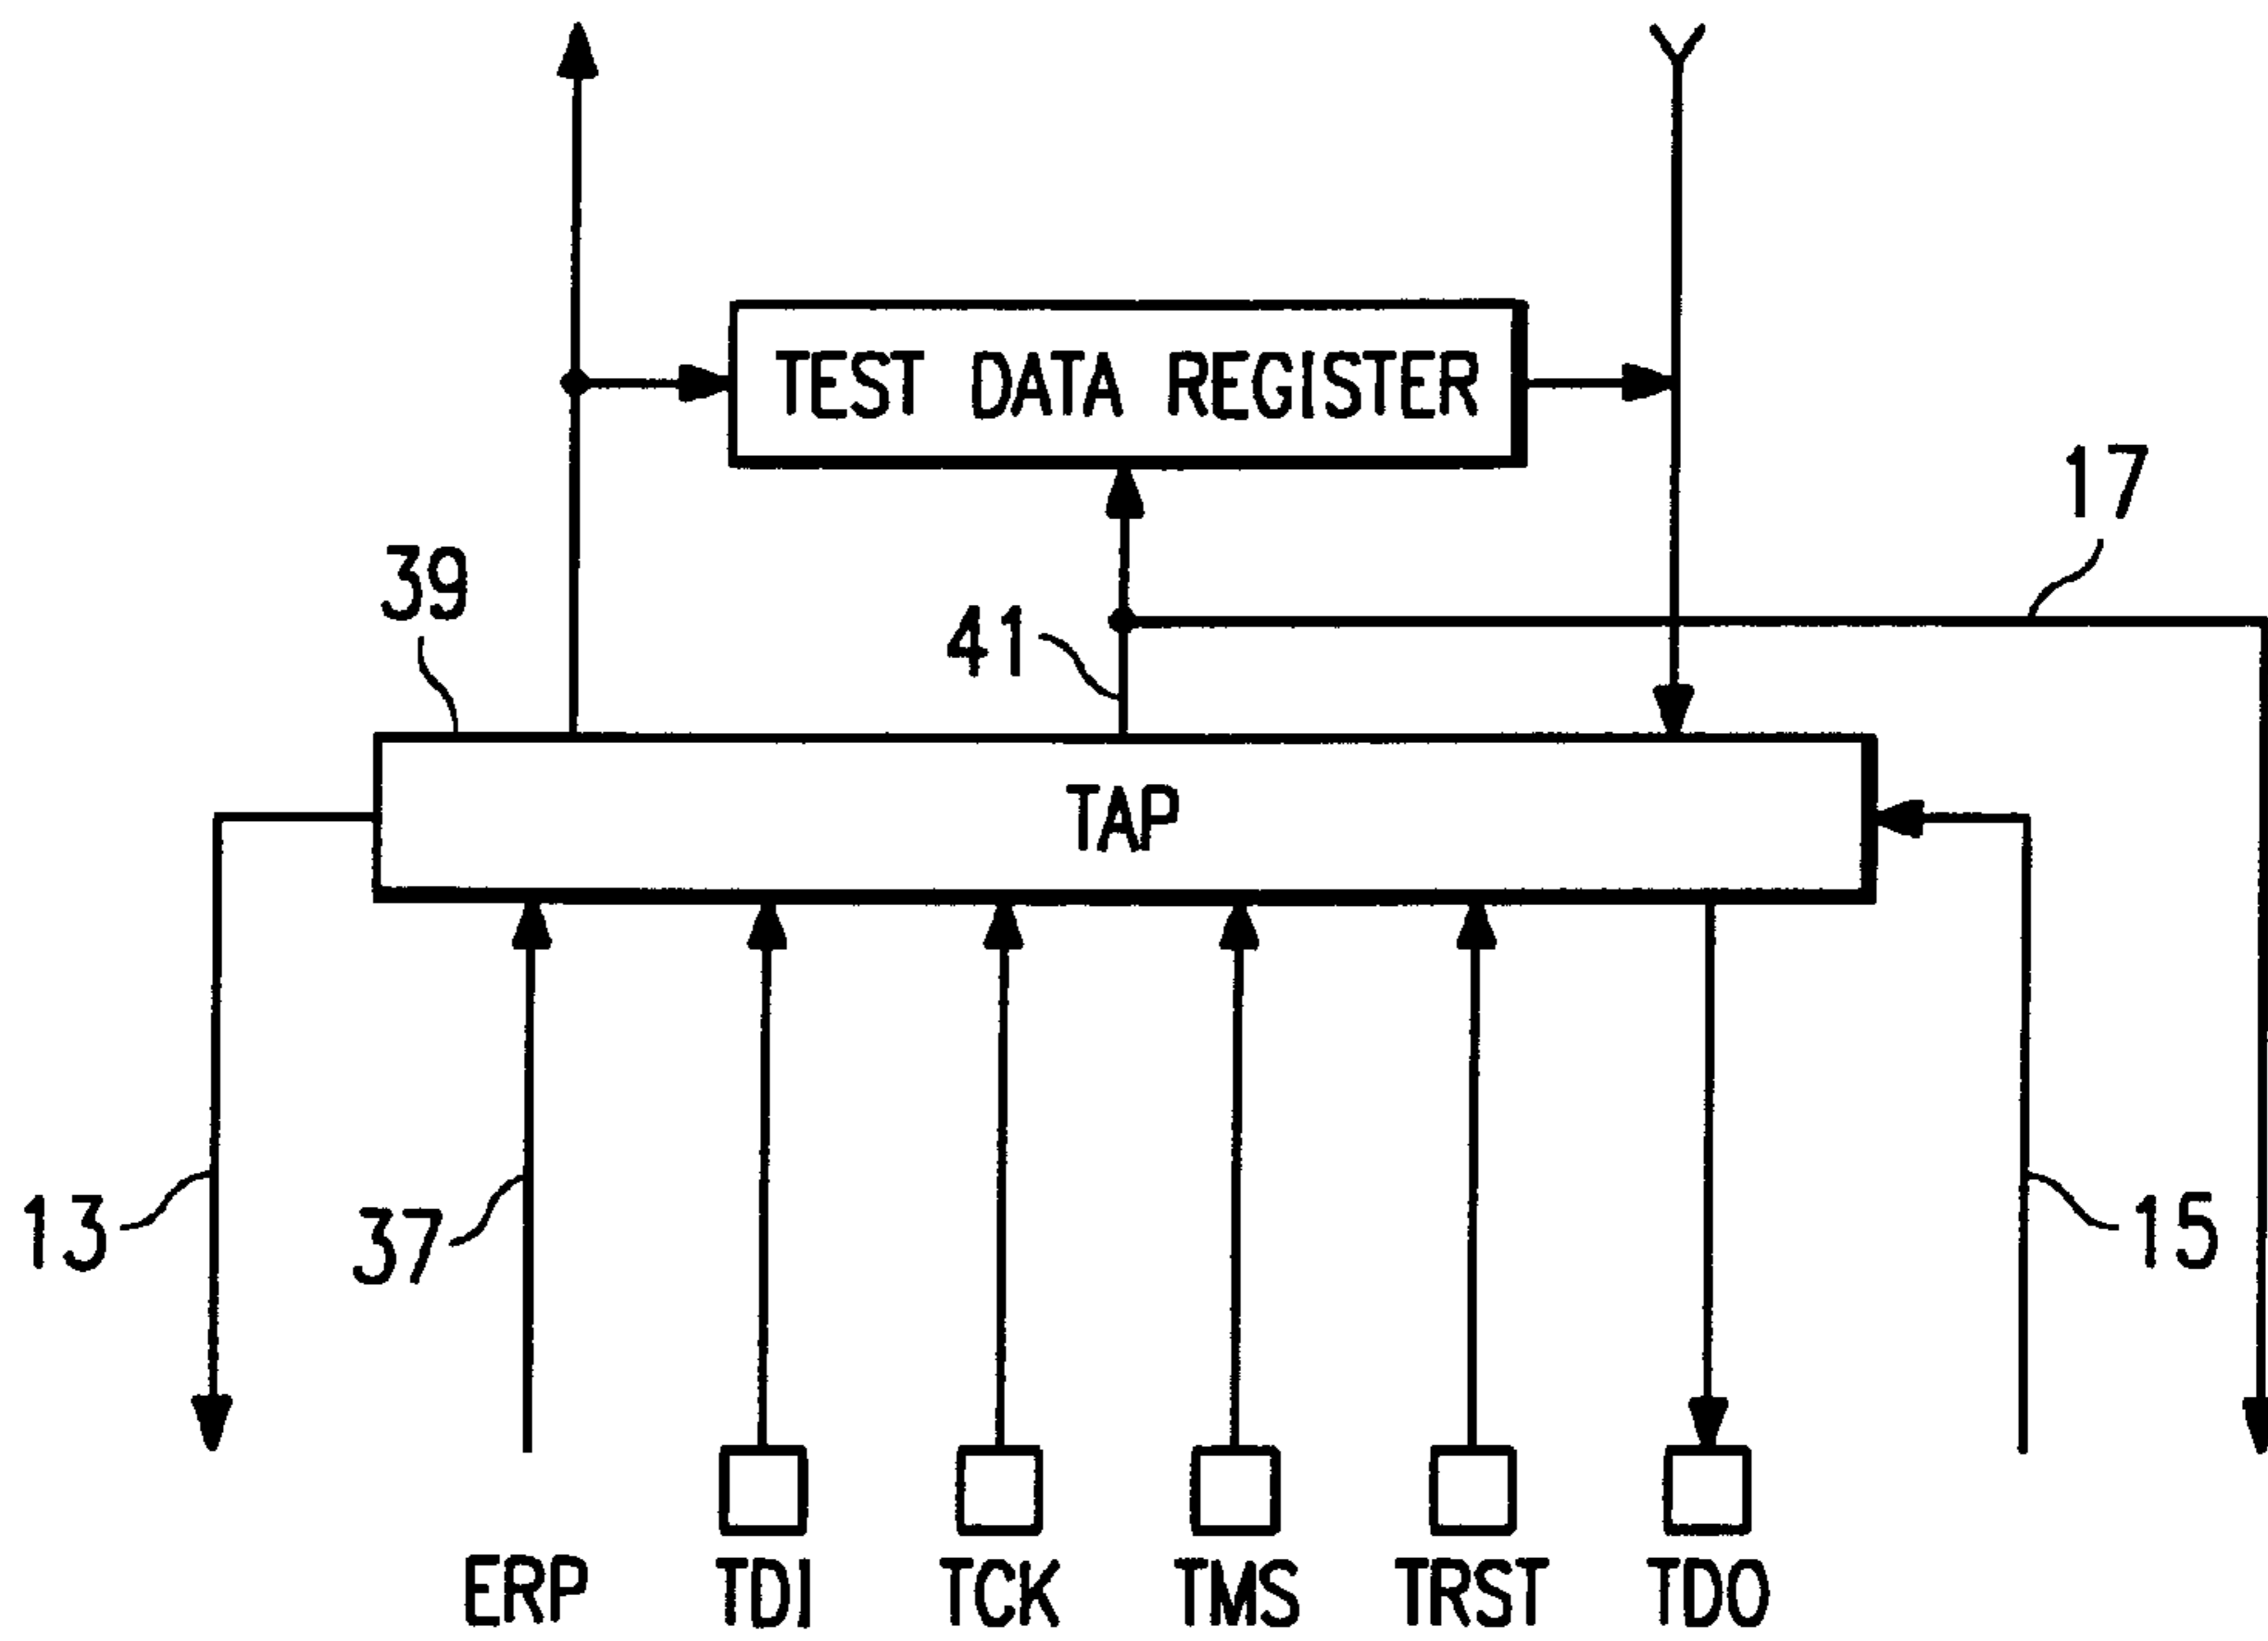 TEST DATA REGISTER
17
39
41
TAP
13
37
15
ERP TDI TCK TMS TRST TDO